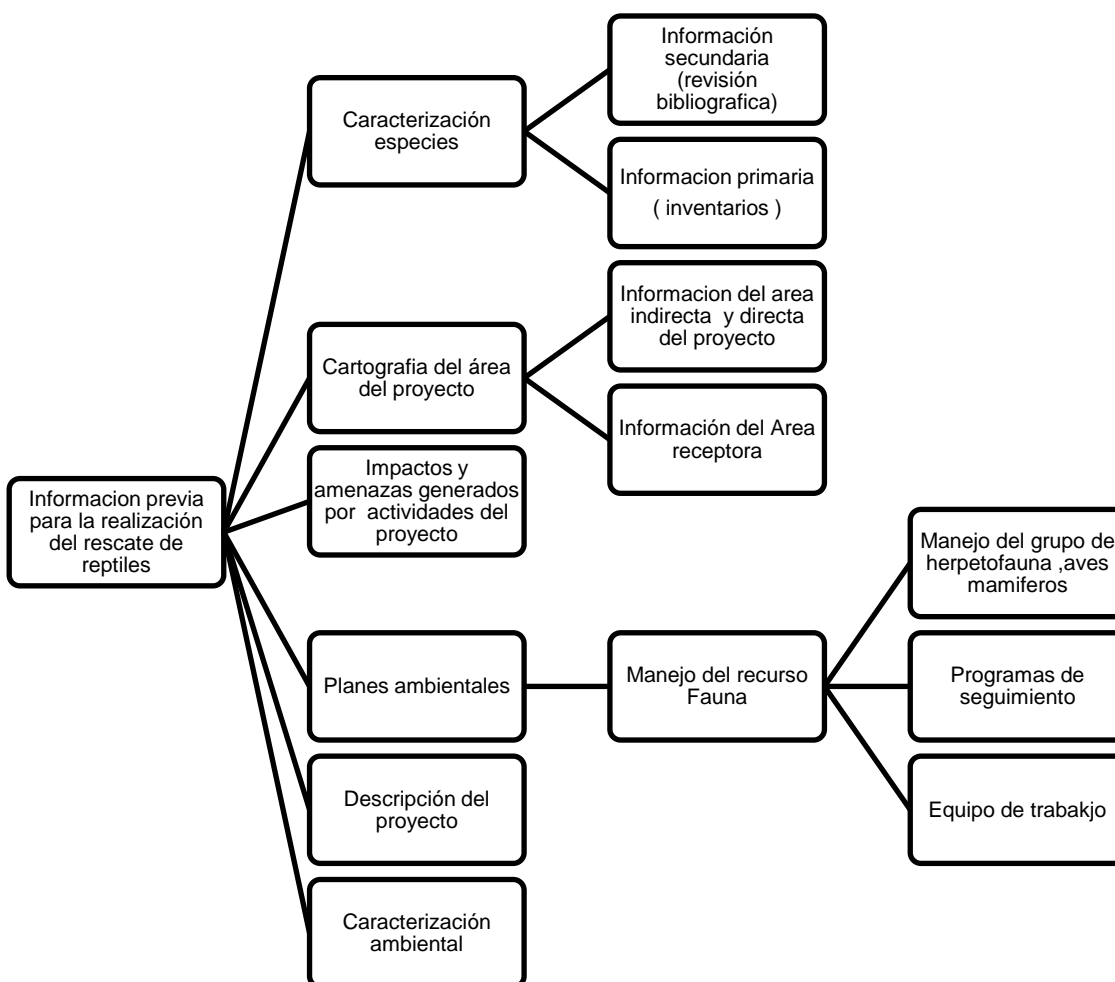 Información
secundaria
(revisión
bibliografica)
Caracterización
especies
Informacion primaria
( inventarios )
Informacion del area
indirecta y directa
del proyecto
Cartografia del área
del proyecto
Información del Area
receptora
Impactos y
amenazas generados
por actividades del
proyecto
Informacion previa
para la realización
del rescate de
reptiles
Manejo del grupo de
herpetofauna ,aves
mamiferos
Planes ambientales
Manejo del recurso
Fauna
Programas de
seguimiento
Descripción del
proyecto
Equipo de trabakjo
Caracterización
ambiental